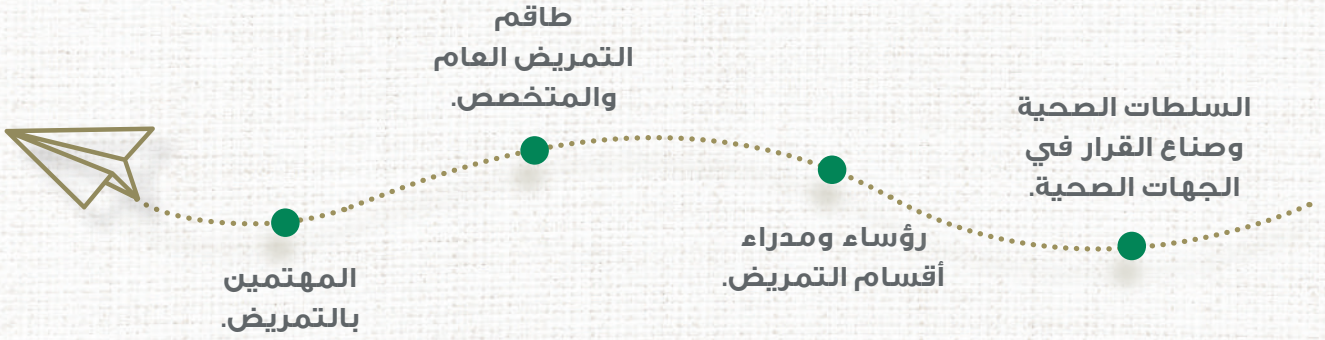 السلطات الصحية
وصناع القرار في
الجهات الصحية.
رؤساء ومدراء
أقسام التمريض.
طاقم
التمريض العام
والمتخصص.
المهتمين
بالتمريض.